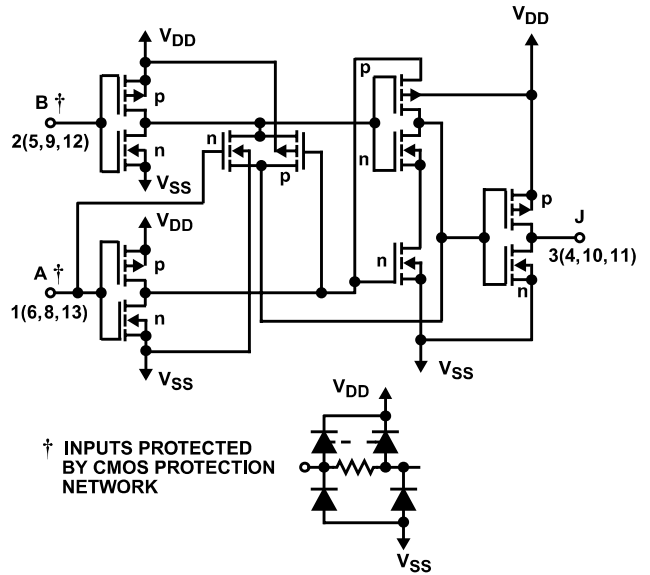 VDD
VDD
B †
p
p
2(5,9,12)
n
n
n
VSS
p
VDD
p
J
A †
p
n
3(4,10,11)
1(6,8,13)
n
n
VSS
VSS
VDD
† INPUTS PROTECTED
BY CMOS PROTECTION
NETWORK
VSS